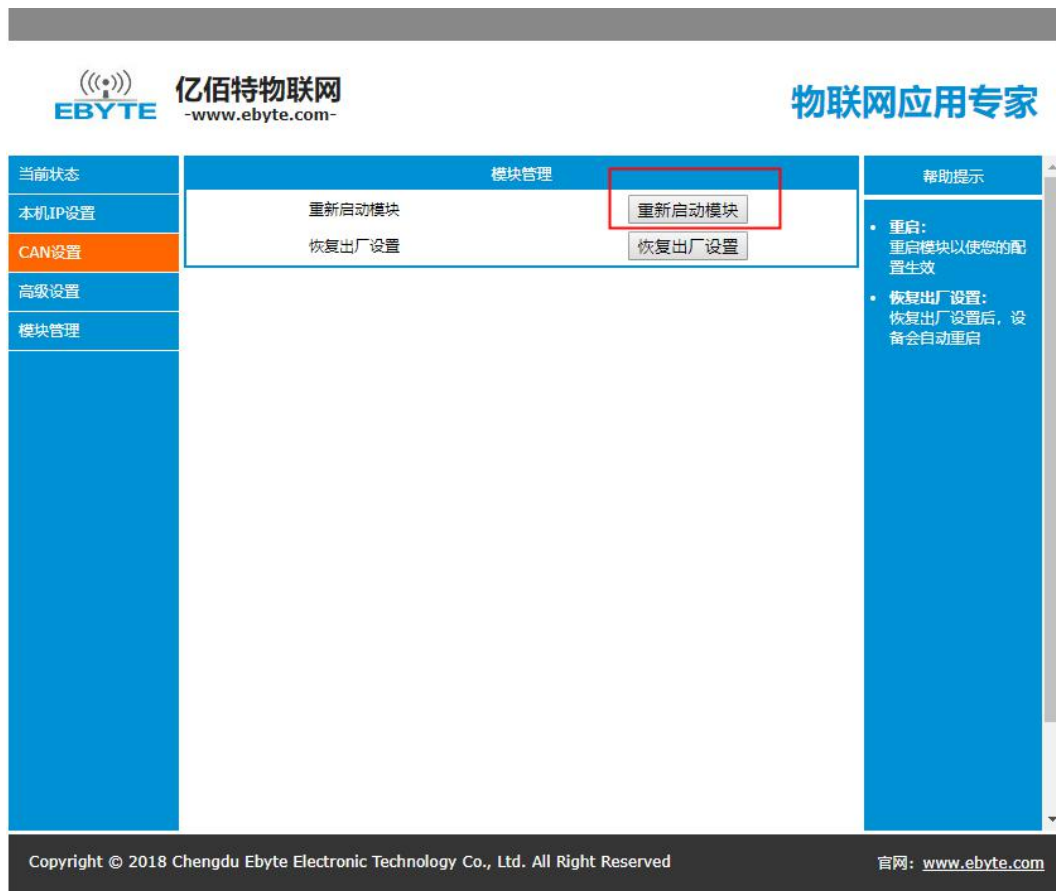 EBYTE
亿佰特物联网
-www.ebyte.com-
物联网应用专家
当前状态
本机IP设置
CAN设置
高级设置
模块管理
模块管理
重新启动模块 重新启动模块
恢复出厂设置 恢复出厂设置
帮助提示
• 重启:
重启模块以使您的配
置生效
• 恢复出厂设置:
恢复出厂设置后，设
备会自动重启
Copyright © 2018 Chengdu Ebyte Electronic Technology Co., Ltd. All Right Reserved
官网: www.ebyte.com